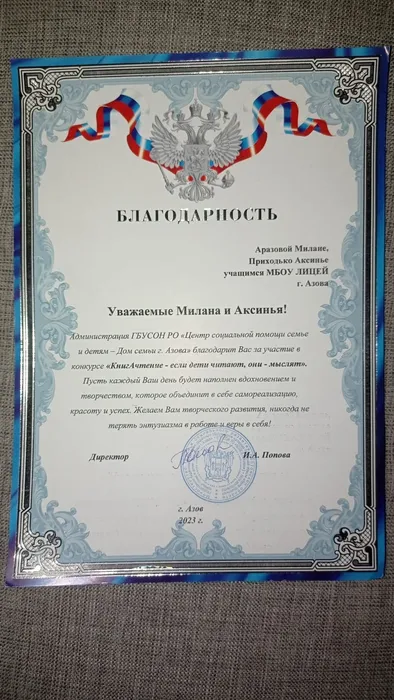 БЛАГОДАРНОСТЬ
Аразовой Милане,
Приходько Аксинье
учащимся МБОУ ЛИЦЕЙ
г. Азова
Уважаемые Милана и Аксинья!
Администрация ГБУСОН РО «Центр социальной помощи семье
и детям – Дом семьи г. Азова» благодарит Вас за участие в
конкурсе «КнигАчтение - если дети читают, они - мыслят».
Пусть каждый Ваш день будет наполнен вдохновением и
творчеством, которое объединит в себе самореализацию,
красоту и успех. Желаем Вам творческого развития, никогда не
терять энтузиазма в работе и веры в себя!
Директор И.А. Попова
г. Азов
2023 г.